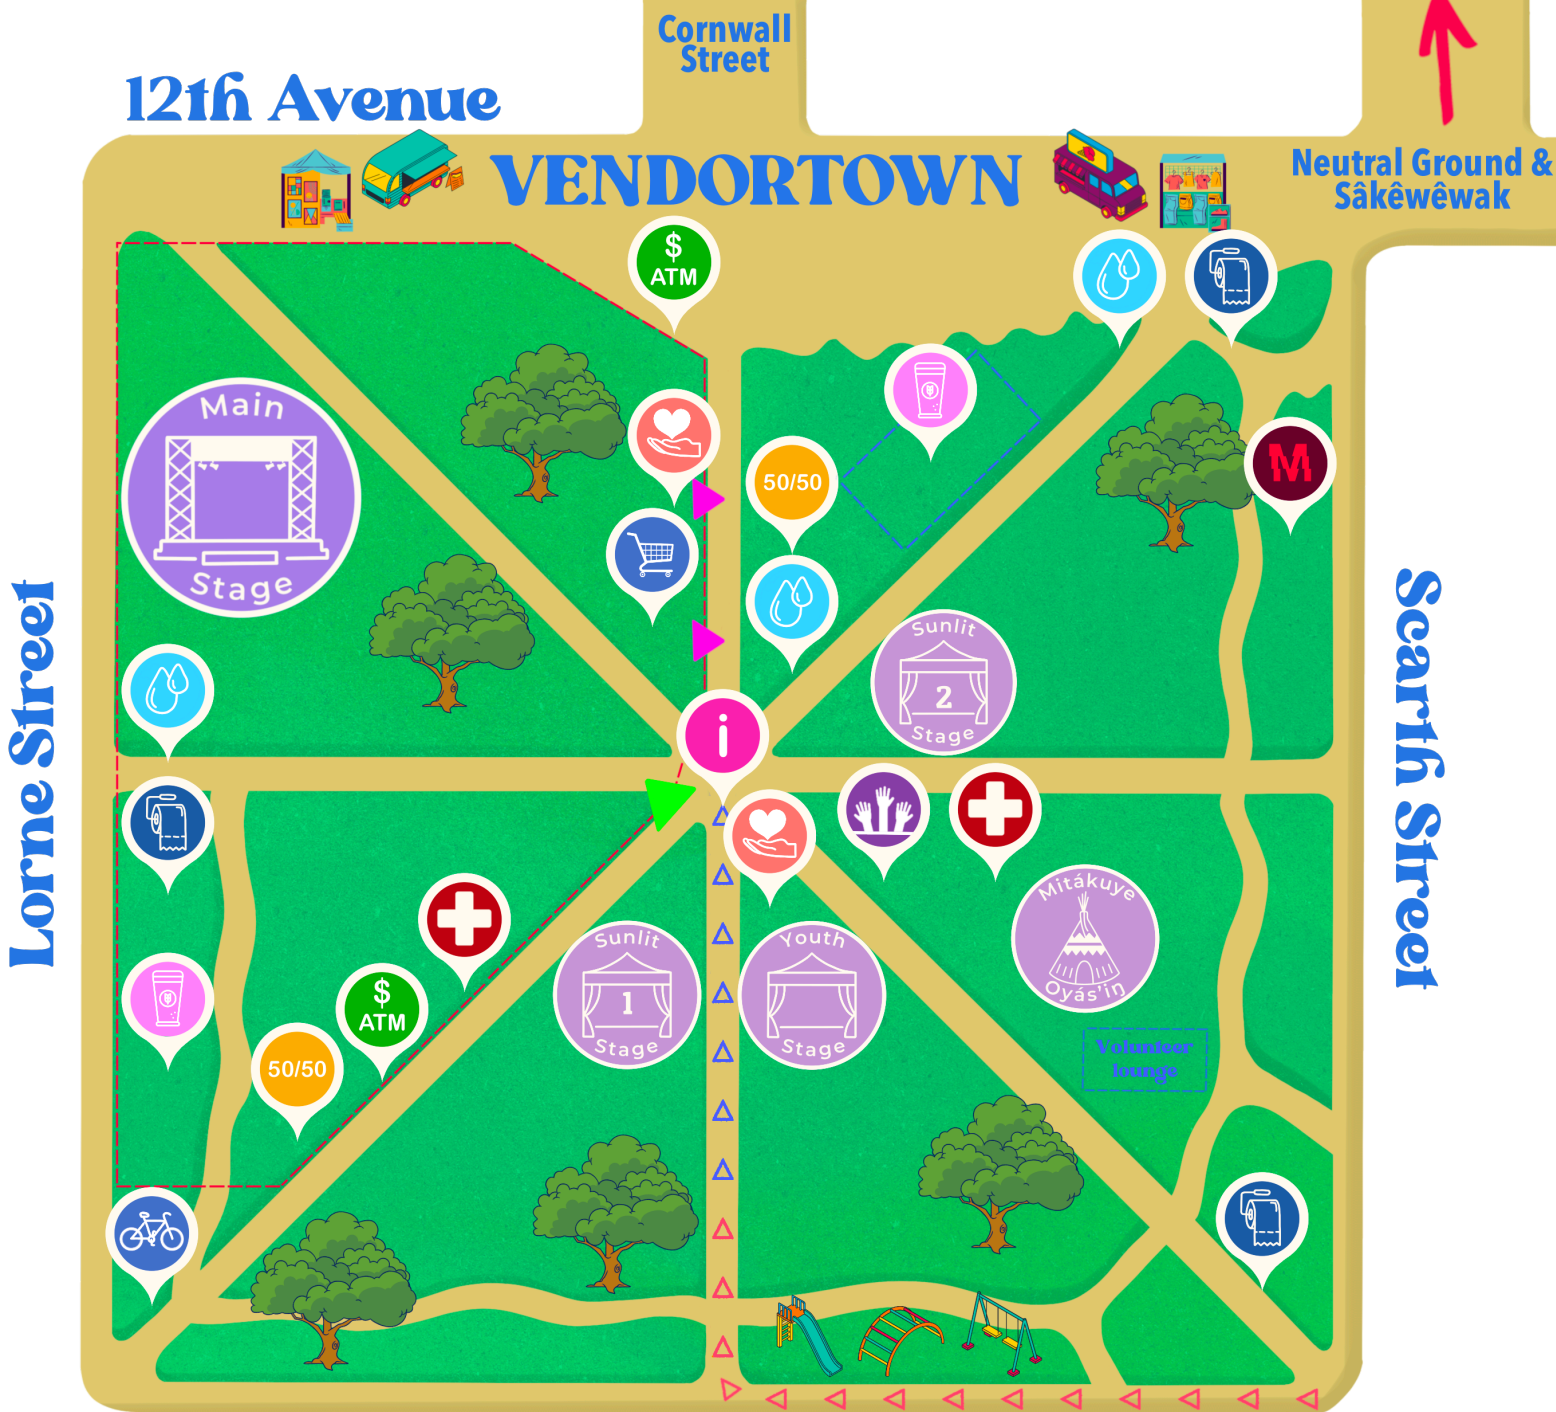 Cornwall
Street
12th Avenue
VENDORTOWN
Neutral Ground &
Sâkêwêwak
$
ATM
Main
Stage
50/50
M
Sunlit
2
Stage
Lorne Street
Scarth Street
i
Mitákuye
Oyás'iŋ
Sunlit
1
Stage
Youth
Stage
$
ATM
50/50
Volunteer
lounge